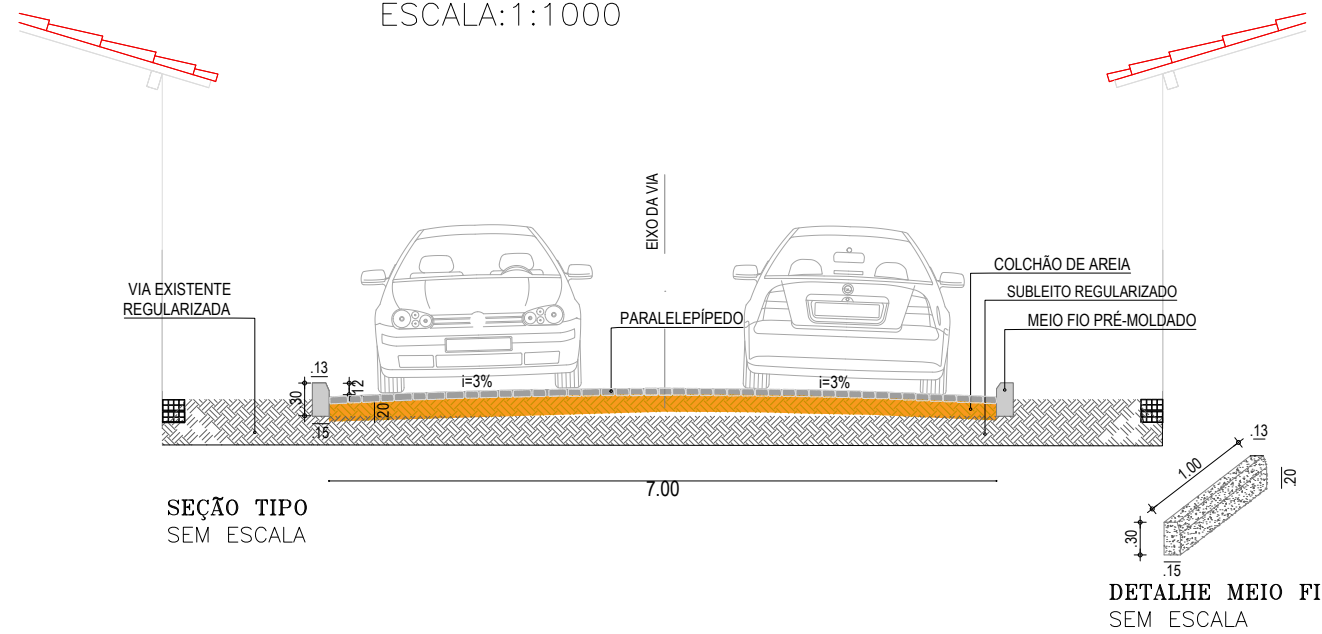 ESCALA:1:1000
EIXO DA VIA
COLCHÃO DE AREIA
VIA EXISTENTE
REGULARIZADA
SUBLEITO REGULARIZADO
PARALELEPÍPEDO
MEIO FIO PRÉ-MOLDADO
.13
.12
i=3%
i=3%
.30
.20
.15
7.00
.13
1.00
.20
.30
.15
SEÇÃO TIPO
SEM ESCALA
DETALHE MEIO FI
SEM ESCALA